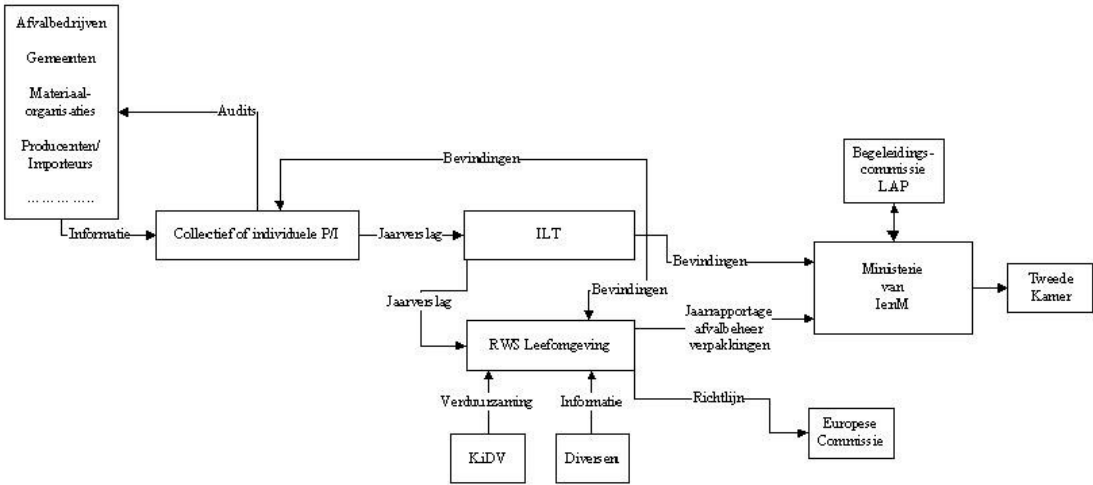 Afvalbedrijven
Gemeenten
Materiaal-
organisaties
Producenten/
Importeurs
……………..
Audits
Bevindingen
Begeleidings-
commissie
LAP
Informatie
Collectief of individuele P/I
Jaarverslag
ILT
Bevindingen
Ministerie
van
IenM
Tweede
Kamer
Jaarverslag
Bevindingen
Jaarrapportage
afvalbeheer
verpakkingen
RWS Leefomgeving
Verduurzaming
Informatie
Richtlijn
Europese
Commissie
KiDV
Diversen